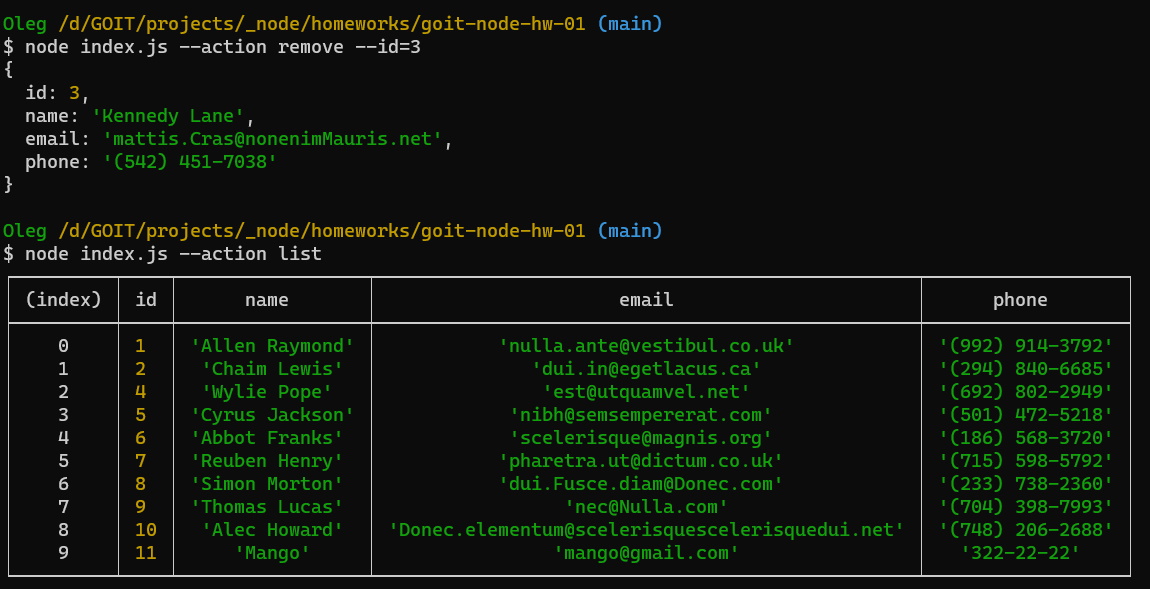 Oleg /d/GOIT/projects/_node/homeworks/goit-node-hw-01 (main)
$ node index.js --action remove --id=3
{
  id: 3,
  name: 'Kennedy Lane',
  email: 'mattis.Cras@nonenimMauris.net',
  phone: '(542) 451-7038'
}
Oleg /d/GOIT/projects/_node/homeworks/goit-node-hw-01 (main)
$ node index.js --action list
(index) id name email phone
0 1 'Allen Raymond' 'nulla.ante@vestibul.co.uk' '(992) 914-3792'
1 2 'Chaim Lewis' 'dui.in@egetlacus.ca' '(294) 840-6685'
2 4 'Wylie Pope' 'est@utquamvel.net' '(692) 802-2949'
3 5 'Cyrus Jackson' 'nibh@semsempererat.com' '(501) 472-5218'
4 6 'Abbot Franks' 'scelerisque@magnis.org' '(186) 568-3720'
5 7 'Reuben Henry' 'pharetra.ut@dictum.co.uk' '(715) 598-5792'
6 8 'Simon Morton' 'dui.Fusce.diam@Donec.com' '(233) 738-2360'
7 9 'Thomas Lucas' 'nec@Nulla.com' '(704) 398-7993'
8 10 'Alec Howard' 'Donec.elementum@scelerisquescelerisquedui.net' '(748) 206-2688'
9 11 'Mango' 'mango@gmail.com' '322-22-22'